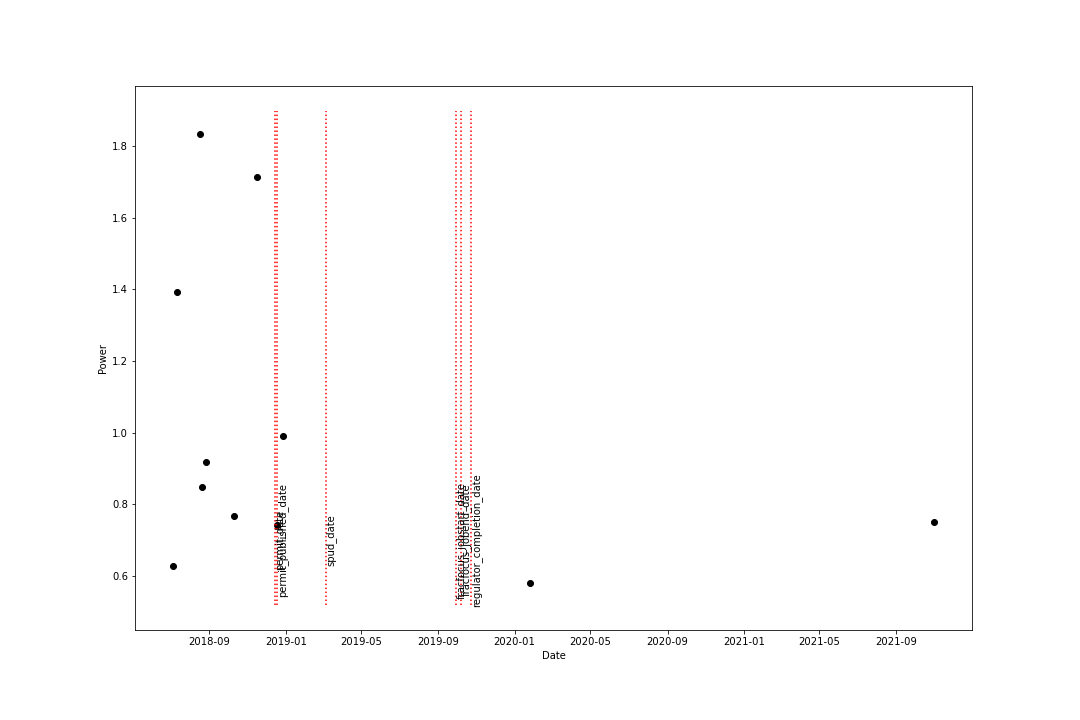 1.8
1.6
1.4
1.2
1.0
0.8
0.6
Power
permit_date
permit_published_date
spud_date
fracfocus_jobstart_date
fracfocus_jobend_date
regulator_completion_date
2018-09
2019-01
2019-05
2019-09
2020-01
2020-05
2020-09
2021-01
2021-05
2021-09
Date